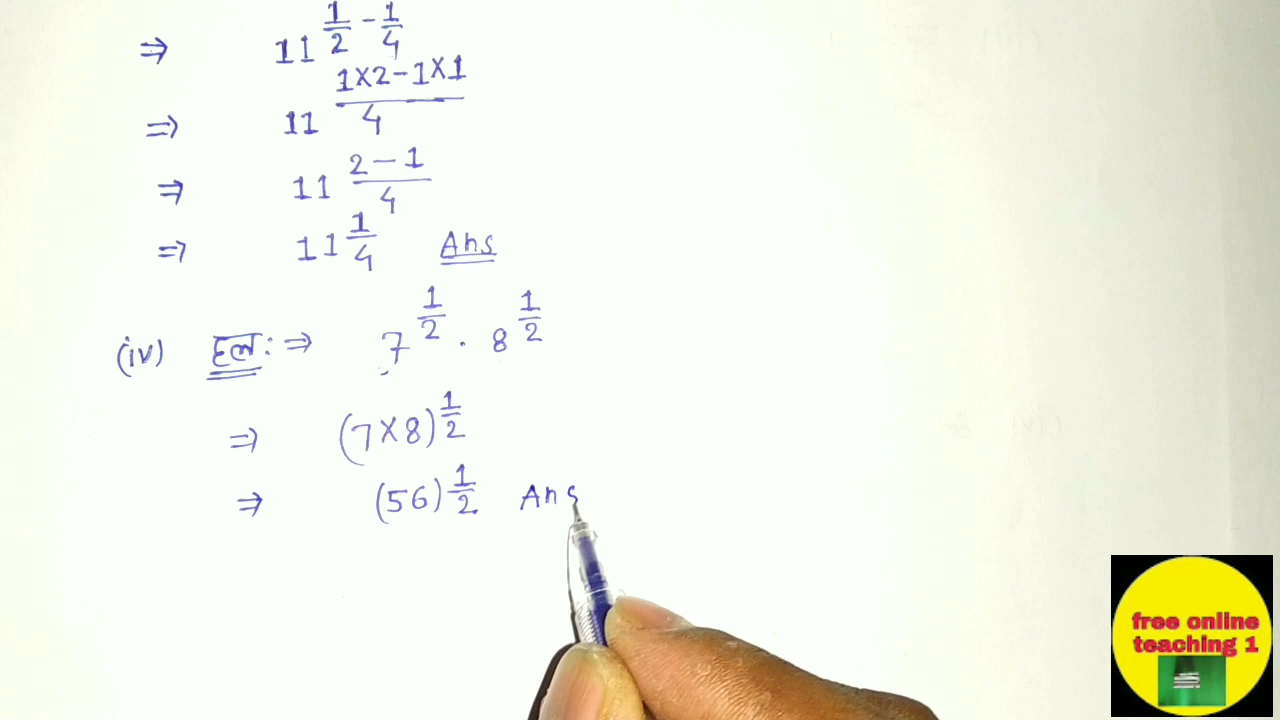 ⇒ 11^(1/2 - 1/4)
⇒ 11^((1×2-1×1)/4)
⇒ 11^((2-1)/4)
⇒ 11^(1/4) Ans
(iv) हल :⇒ 7^(1/2) . 8^(1/2)
⇒ (7×8)^(1/2)
⇒ (56)^(1/2) Ans
free online
teaching 1